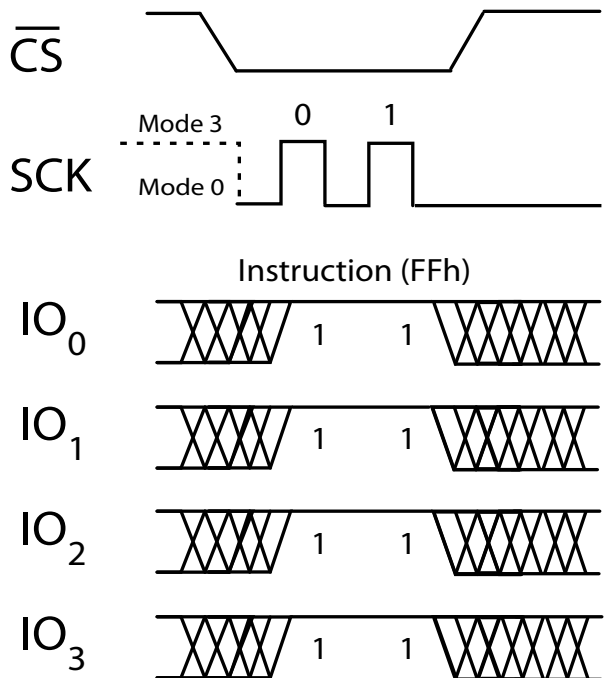 CS
0 1
Mode 3
SCK
Mode 0
Instruction (FFh)
IO0 1 1
IO1 1 1
IO2 1 1
IO3 1 1